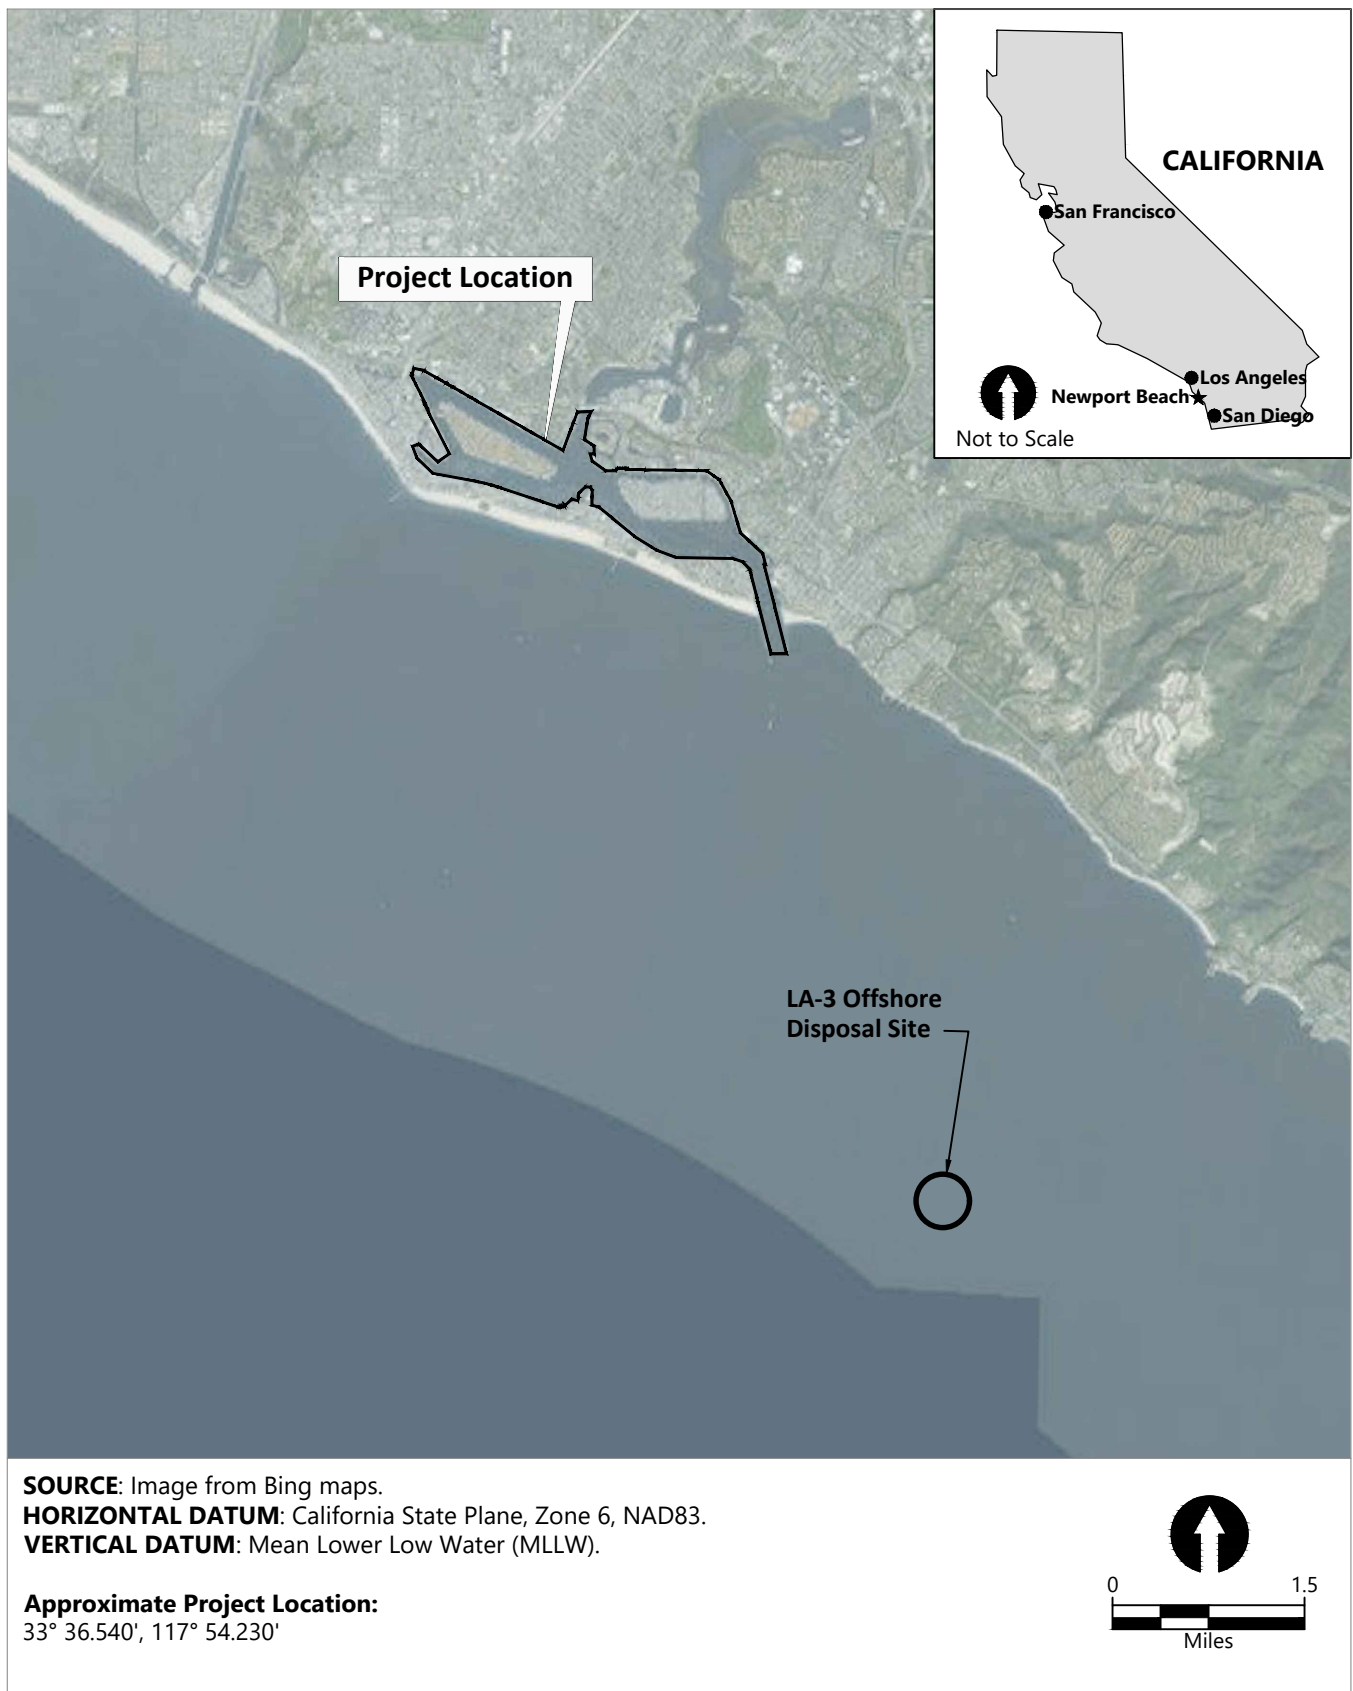 CALIFORNIA
San Francisco
Los Angeles
Newport Beach
San Diego
Not to Scale
Project Location
LA-3 Offshore
Disposal Site
SOURCE: Image from Bing maps.
HORIZONTAL DATUM: California State Plane, Zone 6, NAD83.
VERTICAL DATUM: Mean Lower Low Water (MLLW).
Approximate Project Location:
33° 36.540', 117° 54.230'
0 1.5
Miles